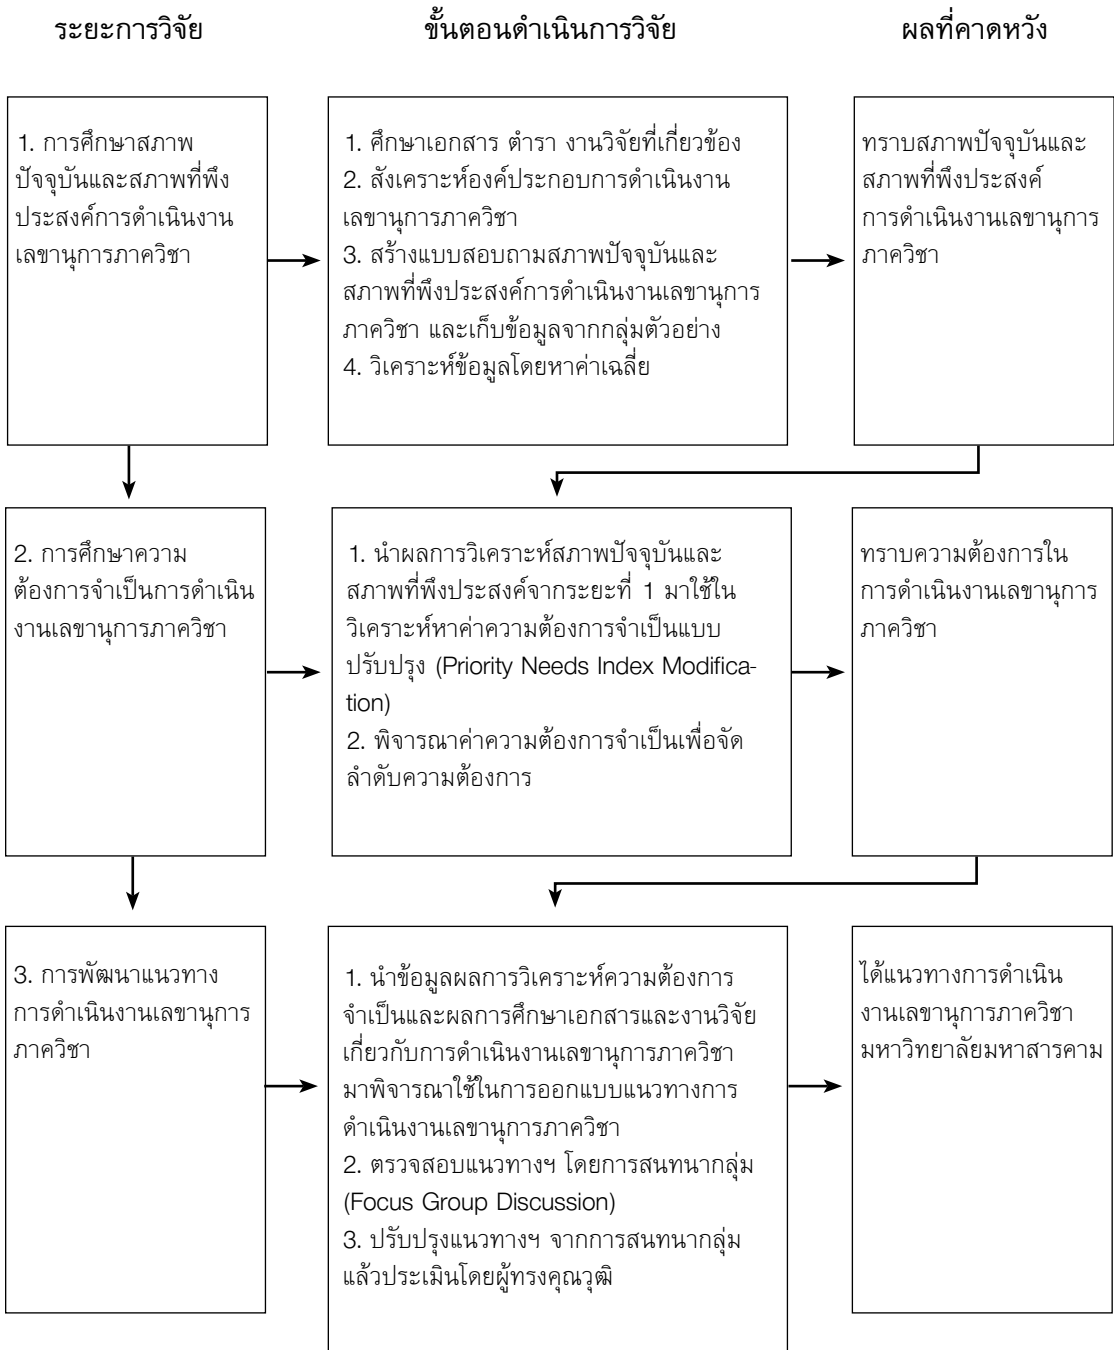 ระยะการวิจัย
ขั้นตอนดำเนินการวิจัย
ผลที่คาดหวัง
1. การศึกษาสภาพ
ปัจจุบันและสภาพที่พึง
ประสงค์การดำเนินงาน
เลขานุการภาควิชา
1. ศึกษาเอกสาร ตำรา งานวิจัยที่เกี่ยวข้อง
2. สังเคราะห์องค์ประกอบการดำเนินงาน
เลขานุการภาควิชา
3. สร้างแบบสอบถามสภาพปัจจุบันและ
สภาพที่พึงประสงค์การดำเนินงานเลขานุการ
ภาควิชา และเก็บข้อมูลจากกลุ่มตัวอย่าง
4. วิเคราะห์ข้อมูลโดยหาค่าเฉลี่ย
ทราบสภาพปัจจุบันและ
สภาพที่พึงประสงค์
การดำเนินงานเลขานุการ
ภาควิชา
2. การศึกษาความ
ต้องการจำเป็นการดำเนิน
งานเลขานุการภาควิชา
1. นำผลการวิเคราะห์สภาพปัจจุบันและ
สภาพที่พึงประสงค์จากระยะที่ 1 มาใช้ใน
วิเคราะห์หาค่าความต้องการจำเป็นแบบ
ปรับปรุง (Priority Needs Index Modifica-
tion)
2. พิจารณาค่าความต้องการจำเป็นเพื่อจัด
ลำดับความต้องการ
ทราบความต้องการใน
การดำเนินงานเลขานุการ
ภาควิชา
3. การพัฒนาแนวทาง
การดำเนินงานเลขานุการ
ภาควิชา
1. นำข้อมูลผลการวิเคราะห์ความต้องการ
จำเป็นและผลการศึกษาเอกสารและงานวิจัย
เกี่ยวกับการดำเนินงานเลขานุการภาควิชา
มาพิจารณาใช้ในการออกแบบแนวทางการ
ดำเนินงานเลขานุการภาควิชา
2. ตรวจสอบแนวทางฯ โดยการสนทนากลุ่ม
(Focus Group Discussion)
3. ปรับปรุงแนวทางฯ จากการสนทนากลุ่ม
แล้วประเมินโดยผู้ทรงคุณวุฒิ
ได้แนวทางการดำเนิน
งานเลขานุการภาควิชา
มหาวิทยาลัยมหาสารคาม